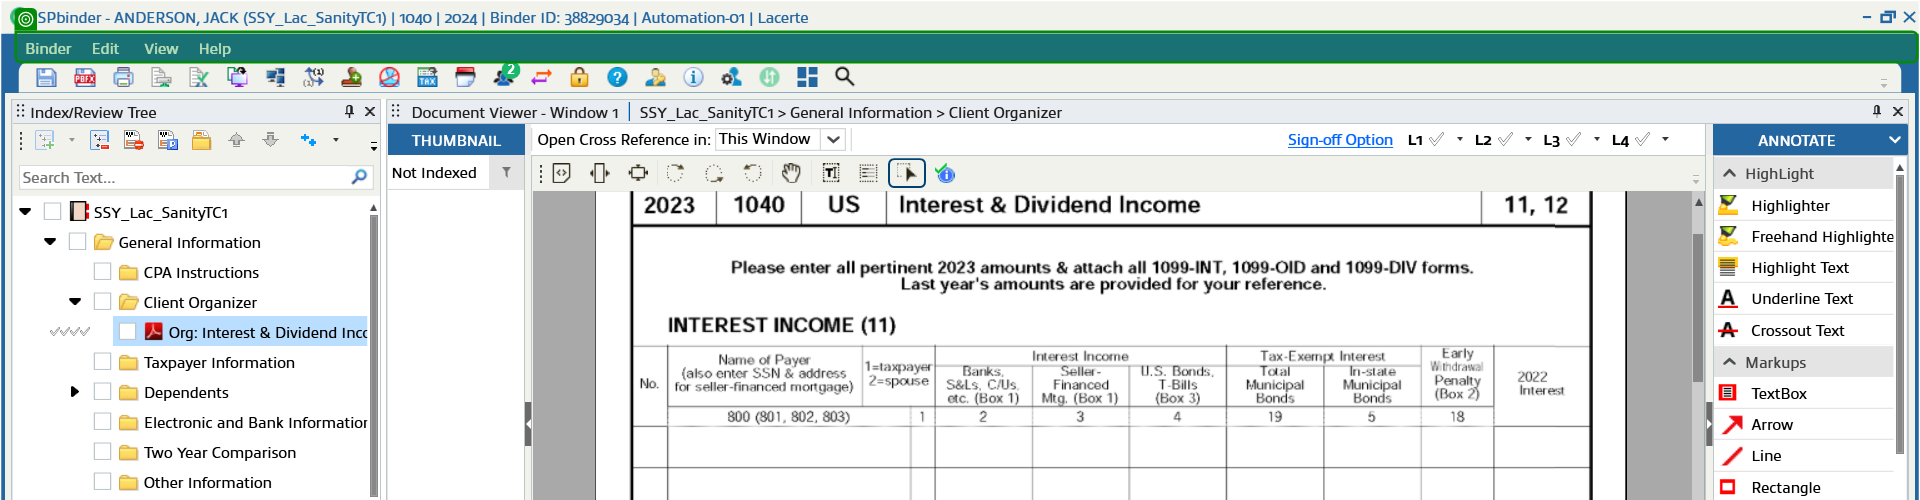 SPbinder - ANDERSON, JACK (SSY_Lac_SanityTC1) | 1040 | 2024 | Binder ID: 38829034 | Automation-01 | Lacerte
Binder Edit View Help
PDFX
TAX
2
Index/Review Tree
Document Viewer - Window 1 | SSY_Lac_SanityTC1 > General Information > Client Organizer
THUMBNAIL
Open Cross Reference in: This Window
Sign-off Option L1 L2 L3 L4
ANNOTATE
Search Text...
Not Indexed
SSY_Lac_SanityTC1
General Information
CPA Instructions
Client Organizer
Org: Interest & Dividend Inc
Taxpayer Information
Dependents
Electronic and Bank Information
Two Year Comparison
Other Information
2023 1040 US Interest & Dividend Income 11, 12
Please enter all pertinent 2023 amounts & attach all 1099-INT, 1099-OID and 1099-DIV forms.
Last year's amounts are provided for your reference.
INTEREST INCOME (11)
No.
Name of Payer
(also enter SSN & address
for seller-financed mortgage)
1=taxpayer
2=spouse
Interest Income
Banks,
S&Ls, C/Us,
etc. (Box 1)
Seller-
Financed
Mtg. (Box 1)
U.S. Bonds,
T-Bills
(Box 3)
Tax-Exempt Interest
Total
Municipal
Bonds
In-state
Municipal
Bonds
Early
Withdrawal
Penalty
(Box 2)
2022
Interest
800 (801, 802, 803) 1 2 3 4 19 5 18
HighLight
Highlighter
Freehand Highlighte
Highlight Text
Underline Text
Crossout Text
Markups
TextBox
Arrow
Line
Rectangle